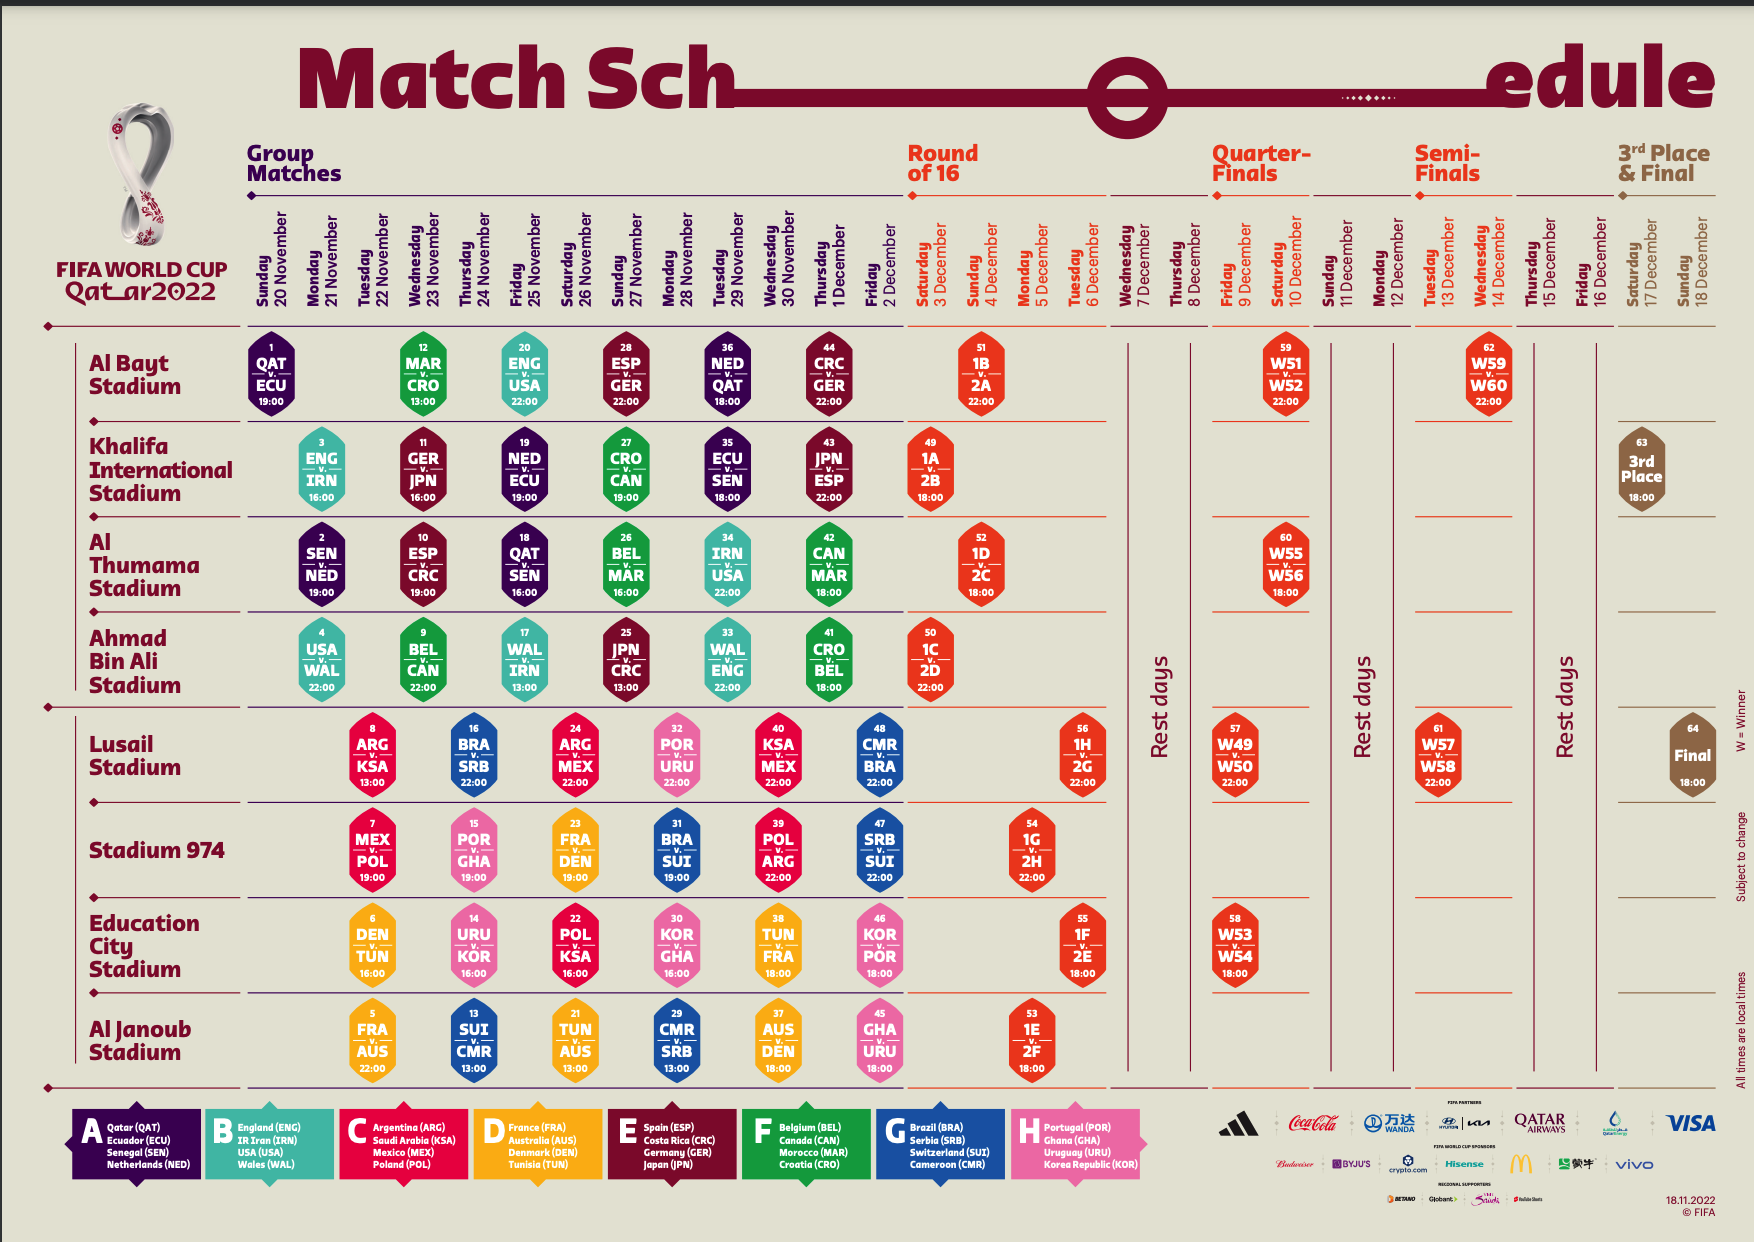 Match Schedule
FIFA WORLD CUP
Qatar2022
Group
Matches
Round
of 16
Quarter-
Finals
Semi-
Finals
3rd Place
& Final
Sunday
20 November
Monday
21 November
Tuesday
22 November
Wednesday
23 November
Thursday
24 November
Friday
25 November
Saturday
26 November
Sunday
27 November
Monday
28 November
Tuesday
29 November
Wednesday
30 November
Thursday
1 December
Friday
2 December
Saturday
3 December
Sunday
4 December
Monday
5 December
Tuesday
6 December
Wednesday
7 December
Thursday
8 December
Friday
9 December
Saturday
10 December
Sunday
11 December
Monday
12 December
Tuesday
13 December
Wednesday
14 December
Thursday
15 December
Friday
16 December
Saturday
17 December
Sunday
18 December
Al Bayt
Stadium
1
QAT
v.
ECU
19:00
12
MAR
v.
CRO
13:00
20
ENG
v.
USA
22:00
28
ESP
v.
GER
22:00
36
NED
v.
QAT
18:00
44
CRC
v.
GER
22:00
51
1B
v.
2A
22:00
59
W51
v.
W52
22:00
62
W59
v.
W60
22:00
Khalifa
International
Stadium
3
ENG
v.
IRN
16:00
11
GER
v.
JPN
16:00
19
NED
v.
ECU
19:00
27
CRO
v.
CAN
19:00
35
ECU
v.
SEN
18:00
43
JPN
v.
ESP
22:00
49
1A
v.
2B
18:00
63
3rd
Place
18:00
Al
Thumama
Stadium
2
SEN
v.
NED
19:00
10
ESP
v.
CRC
19:00
18
QAT
v.
SEN
16:00
26
BEL
v.
MAR
16:00
34
IRN
v.
USA
22:00
42
CAN
v.
MAR
18:00
52
1D
v.
2C
22:00
60
W55
v.
W56
18:00
Ahmad
Bin Ali
Stadium
4
USA
v.
WAL
22:00
9
BEL
v.
CAN
22:00
17
WAL
v.
IRN
13:00
25
JPN
v.
CRC
13:00
33
WAL
v.
ENG
22:00
41
CRO
v.
BEL
18:00
50
1C
v.
2D
22:00
Lusail
Stadium
8
ARG
v.
KSA
13:00
16
BRA
v.
SRB
22:00
24
ARG
v.
MEX
22:00
32
POR
v.
URU
22:00
40
KSA
v.
MEX
22:00
48
CMR
v.
BRA
22:00
56
1H
v.
2G
22:00
57
W49
v.
W50
22:00
61
W57
v.
W58
22:00
64
Final
18:00
Stadium 974
7
MEX
v.
POL
19:00
15
POR
v.
GHA
19:00
23
FRA
v.
DEN
19:00
31
BRA
v.
SUI
19:00
39
POL
v.
ARG
22:00
47
SRB
v.
SUI
22:00
54
1G
v.
2H
22:00
Education
City
Stadium
6
DEN
v.
TUN
16:00
14
URU
v.
KOR
16:00
22
POL
v.
KSA
16:00
30
KOR
v.
GHA
16:00
38
TUN
v.
FRA
18:00
46
KOR
v.
POR
18:00
55
1F
v.
2E
18:00
58
W53
v.
W54
18:00
Al Janoub
Stadium
5
FRA
v.
AUS
22:00
13
SUI
v.
CMR
13:00
21
TUN
v.
AUS
13:00
29
CMR
v.
SRB
13:00
37
AUS
v.
DEN
18:00
45
GHA
v.
URU
18:00
53
1E
v.
2F
18:00
Rest days
Rest days
Rest days
W = Winner
Subject to change
All times are local times
A
Qatar (QAT)
Ecuador (ECU)
Senegal (SEN)
Netherlands (NED)
B
England (ENG)
IR Iran (IRN)
USA (USA)
Wales (WAL)
C
Argentina (ARG)
Saudi Arabia (KSA)
Mexico (MEX)
Poland (POL)
D
France (FRA)
Australia (AUS)
Denmark (DEN)
Tunisia (TUN)
E
Spain (ESP)
Costa Rica (CRC)
Germany (GER)
Japan (JPN)
F
Belgium (BEL)
Canada (CAN)
Morocco (MAR)
Croatia (CRO)
G
Brazil (BRA)
Serbia (SRB)
Switzerland (SUI)
Cameroon (CMR)
H
Portugal (POR)
Ghana (GHA)
Uruguay (URU)
Korea Republic (KOR)
FIFA PARTNERS
Coca-Cola
万达
WANDA
HYUNDAI
KIA
QATAR
AIRWAYS
QatarEnergy
VISA
FIFA WORLD CUP SPONSORS
Budweiser
BYJU'S
crypto.com
Hisense
蒙牛
vivo
REGIONAL SUPPORTERS
BETANO
Globant
Visit
Saudi
YouTube Shorts
18.11.2022
© FIFA